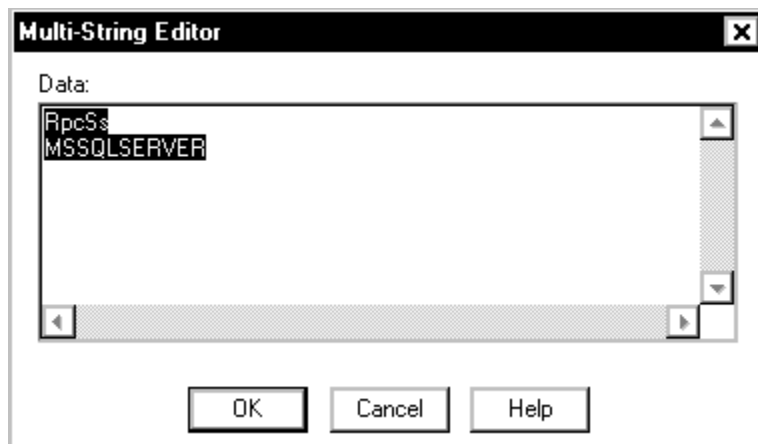 Multi-String Editor
Data:
RpcSs
MSSQLSERVER
OK Cancel Help